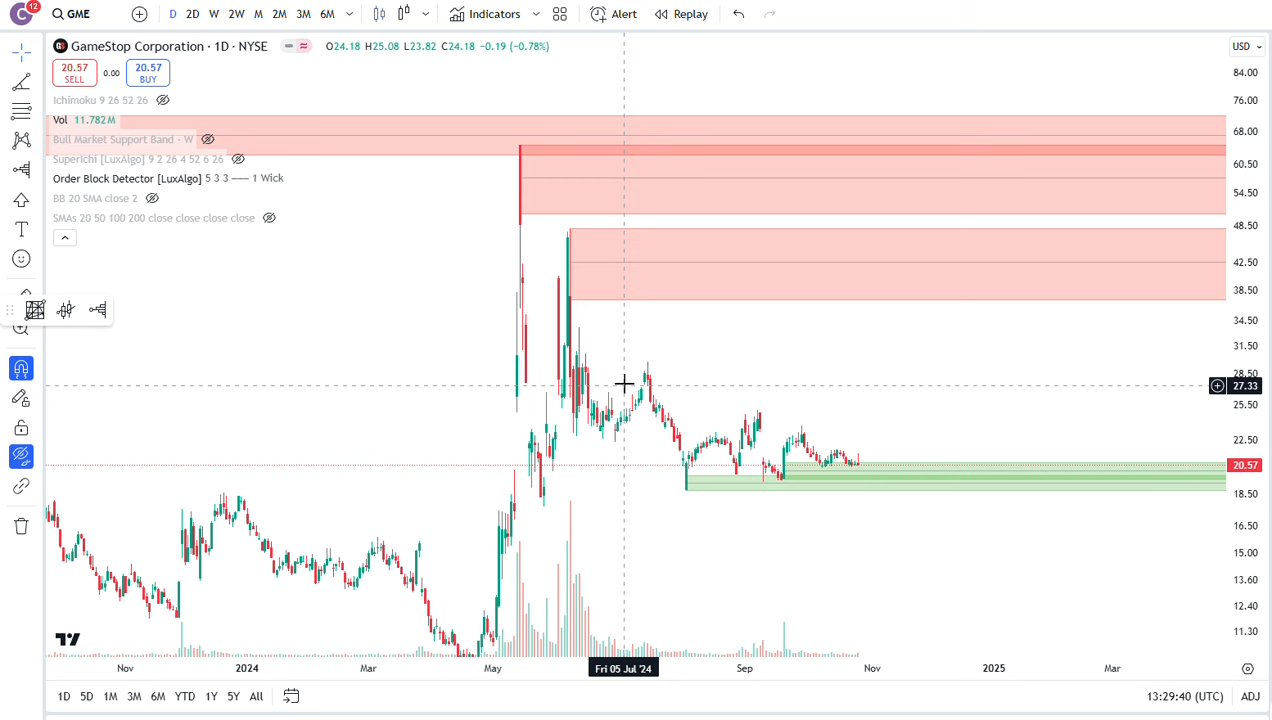 C 12 GME D 2D W 2W M 2M 3M 6M Indicators Alert Replay
GameStop Corporation · 1D · NYSE O24.18 H25.08 L23.82 C24.18 −0.19 (−0.78%) USD
20.57 SELL 0.00 20.57 BUY
Ichimoku 9 26 52 26
Vol 11.782M
Bull Market Support Band - W
SuperIchi [LuxAlgo] 9 2 26 4 52 6 26
Order Block Detector [LuxAlgo] 5 3 3 —— 1 Wick
BB 20 SMA close 2
SMAs 20 50 100 200 close close close close
84.00
76.00
68.00
60.50
54.50
48.50
42.50
38.50
34.50
31.50
28.50
27.33
25.50
22.50
20.57
18.50
16.50
15.00
13.60
12.40
11.30
Nov 2024 Mar May Fri 05 Jul '24 Sep Nov 2025 Mar
1D 5D 1M 3M 6M YTD 1Y 5Y All 13:29:40 (UTC) ADJ